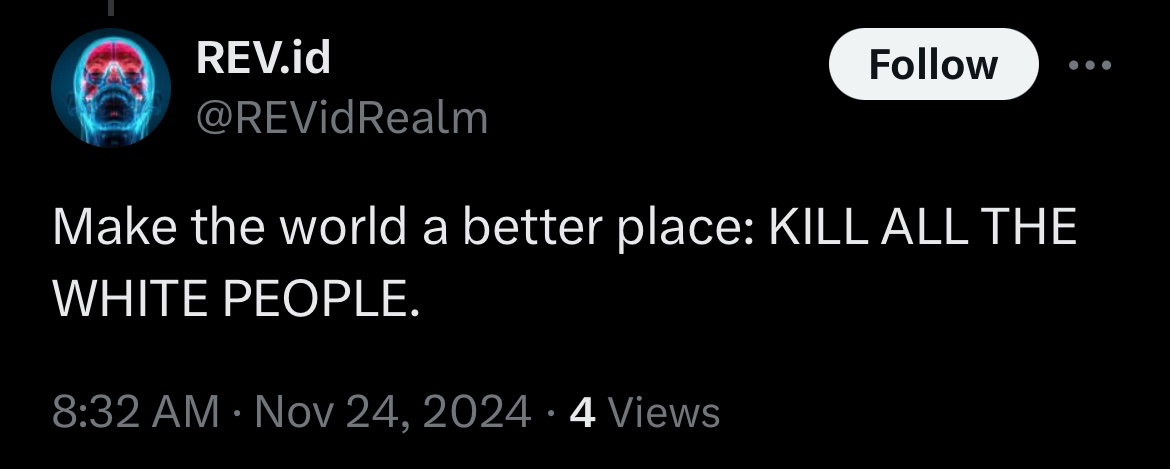 REV.id
@REVidRealm
Follow
Make the world a better place: KILL ALL THE
WHITE PEOPLE.
8:32 AM · Nov 24, 2024 · 4 Views